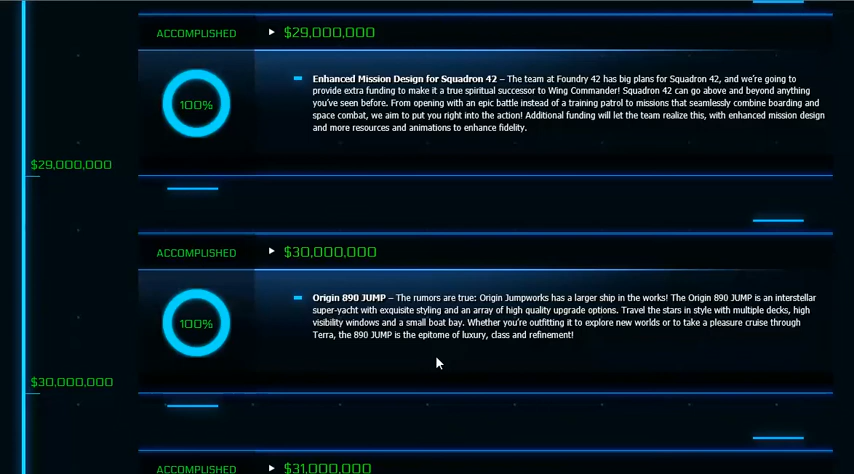 ACCOMPLISHED
$29,000,000
100%
Enhanced Mission Design for Squadron 42 – The team at Foundry 42 has big plans for Squadron 42, and we're going to
provide extra funding to make it a true spiritual successor to Wing Commander! Squadron 42 can go above and beyond anything
you've seen before. From opening with an epic battle instead of a training patrol to missions that seamlessly combine boarding and
space combat, we aim to put you right into the action! Additional funding will let the team realize this, with enhanced mission design
and more resources and animations to enhance fidelity.
$29,000,000
ACCOMPLISHED
$30,000,000
100%
Origin 890 JUMP – The rumors are true: Origin Jumpworks has a larger ship in the works! The Origin 890 JUMP is an interstellar
super-yacht with exquisite styling and an array of high quality upgrade options. Travel the stars in style with multiple decks, high
visibility windows and a small boat bay. Whether you're outfitting it to explore new worlds or to take a pleasure cruise through
Terra, the 890 JUMP is the epitome of luxury, class and refinement!
$30,000,000
ACCOMPLISHED
$31,000,000